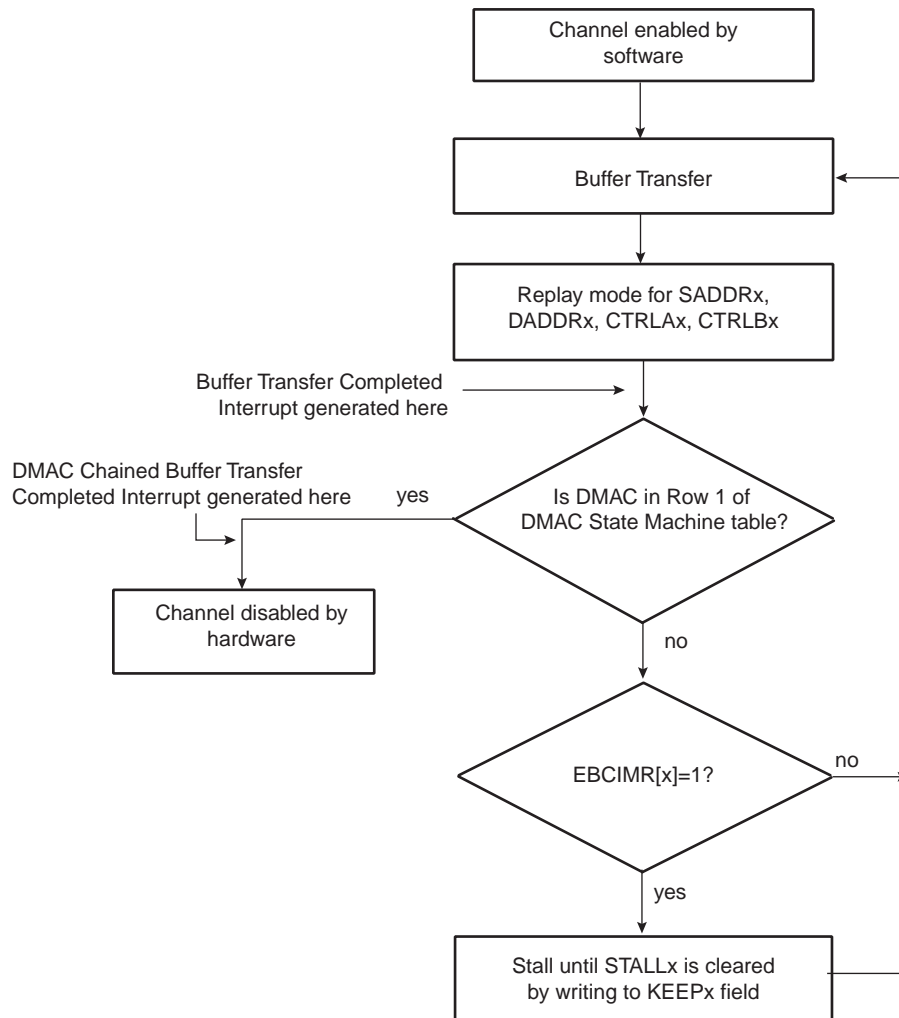 Channel enabled by
software
Buffer Transfer
Replay mode for SADDRx,
DADDRx, CTRLAx, CTRLBx
Buffer Transfer Completed
Interrupt generated here
DMAC Chained Buffer Transfer
Completed Interrupt generated here
yes
Is DMAC in Row 1 of
DMAC State Machine table?
Channel disabled by
hardware
no
EBCIMR[x]=1?
no
yes
Stall until STALLx is cleared
by writing to KEEPx field